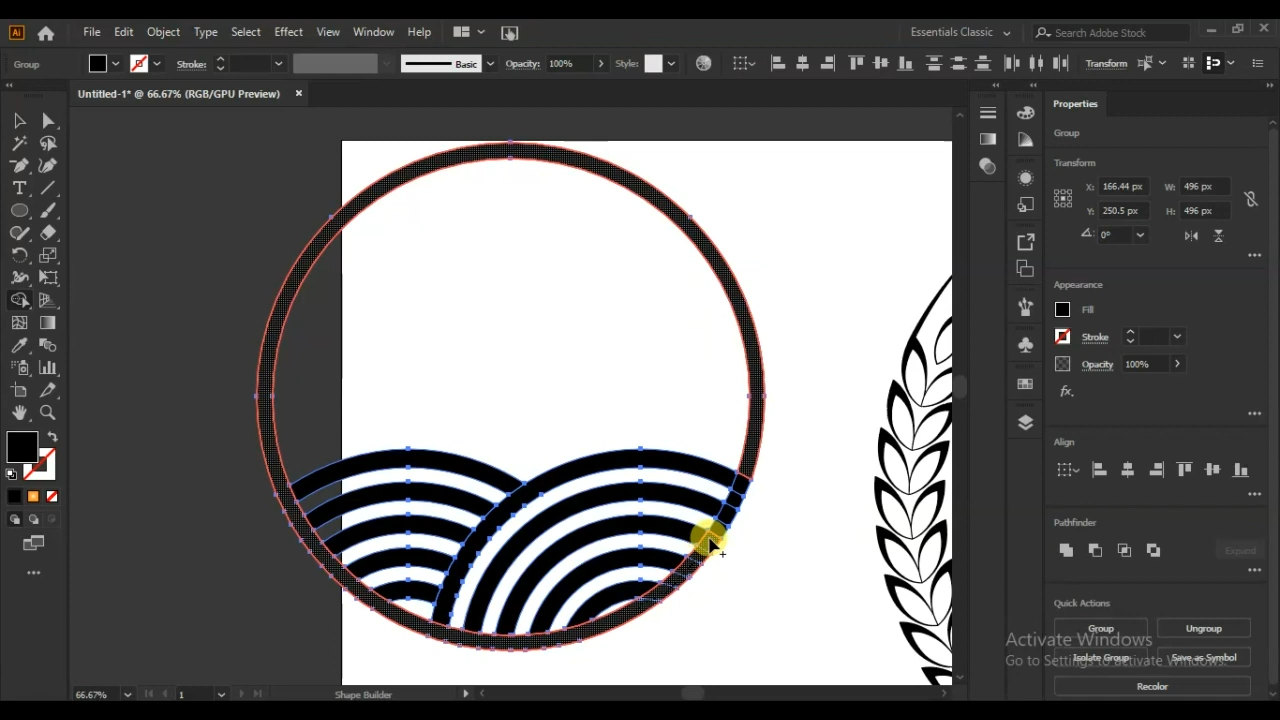 Ai File Edit Object Type Select Effect View Window Help Essentials Classic Search Adobe Stock
Group Stroke: Basic Opacity: 100% Style: Transform
Untitled-1* @ 66.67% (RGB/GPU Preview) ×
Properties
Group
Transform
X: 166.44 px W: 496 px
Y: 250.5 px H: 496 px
0°
Appearance
Fill
Stroke
Opacity 100%
fx.
Align
Pathfinder
Expand
Quick Actions
Group Ungroup
Isolate Group Save as Symbol
Recolor
Activate Windows
Go to Settings to activate Windows.
66.67% 1 Shape Builder